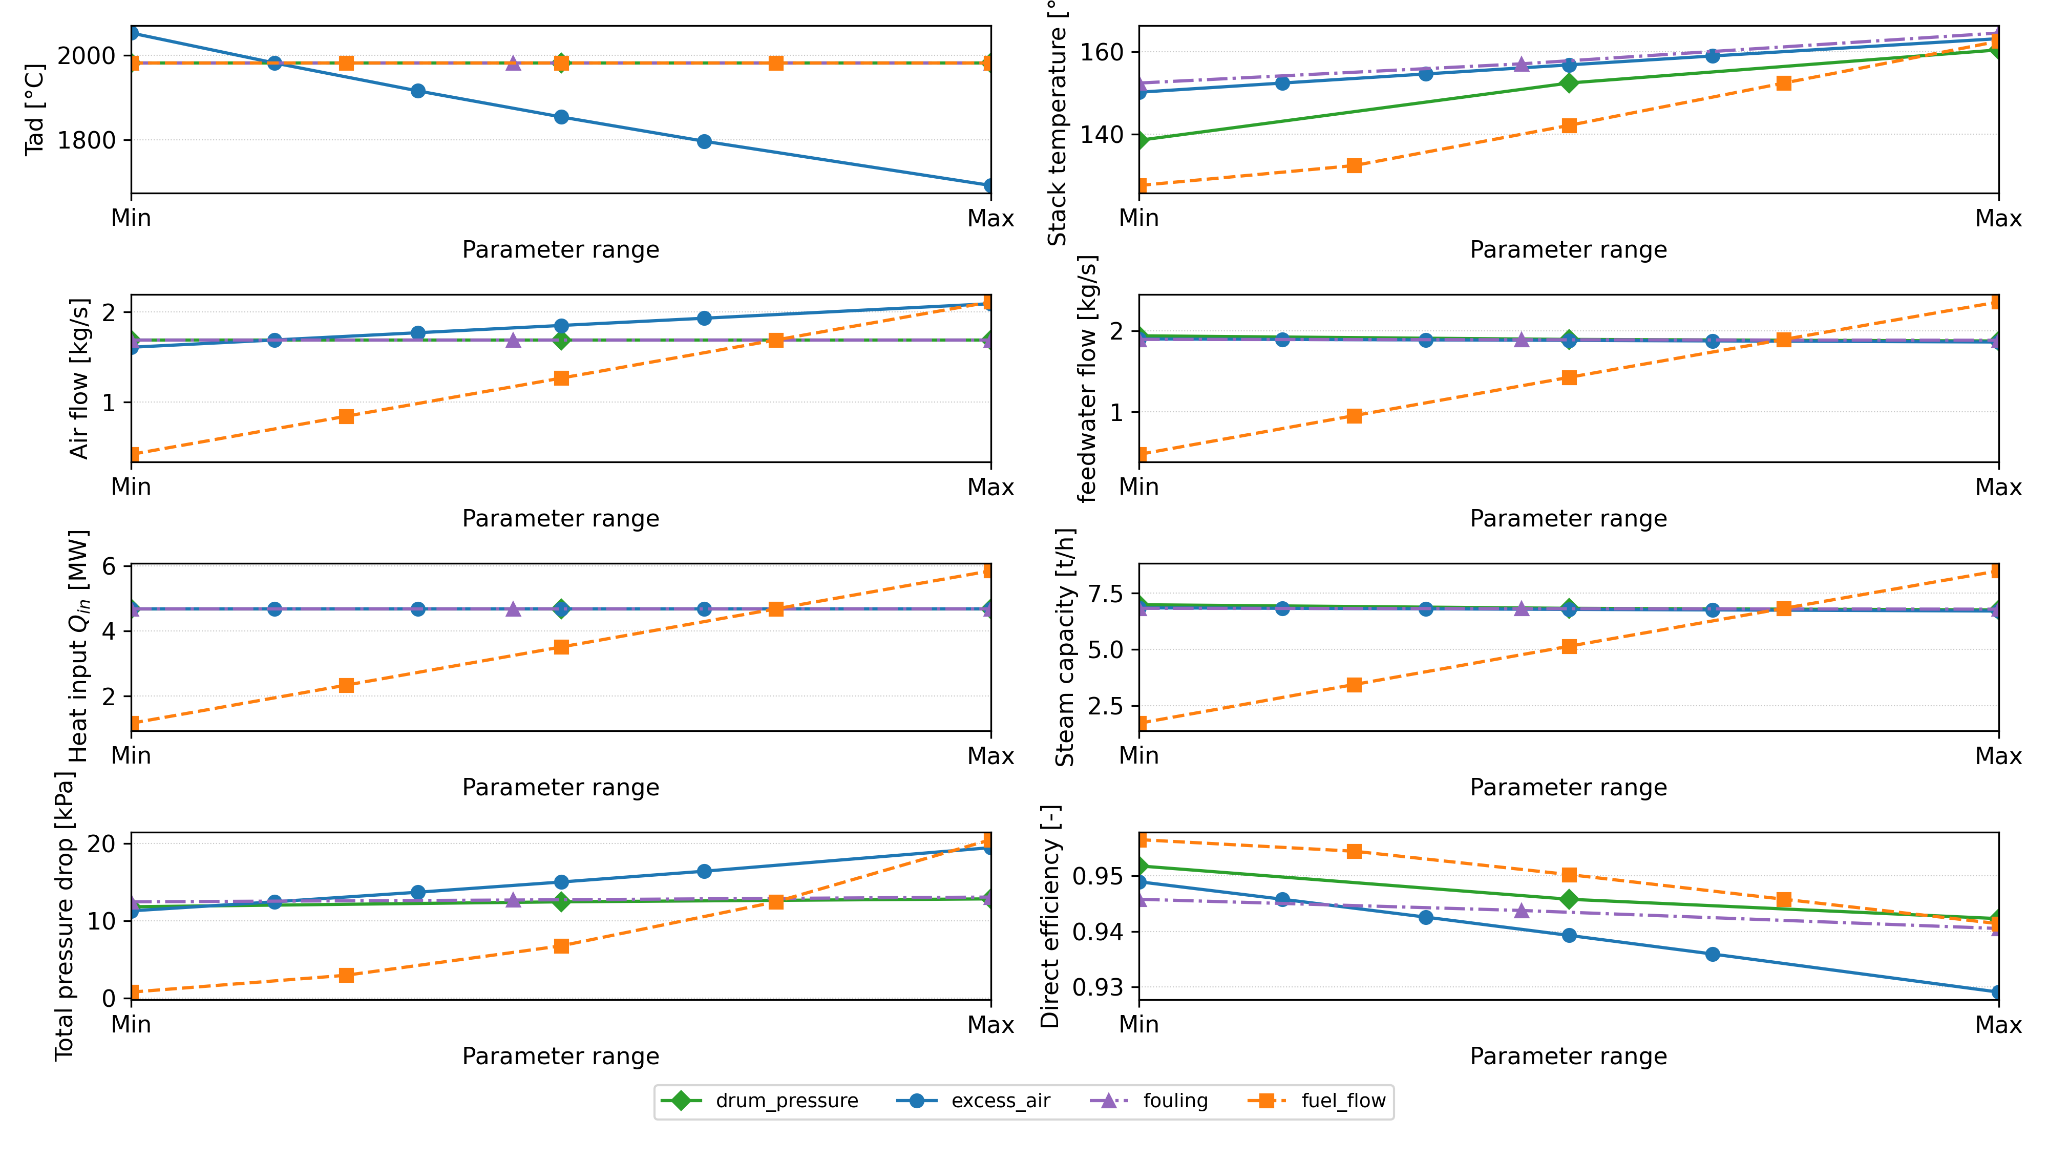 Tad [°C]
2000
1800
Min
Max
Parameter range
Stack temperature [°
160
140
Min
Max
Parameter range
Air flow [kg/s]
2
1
Min
Max
Parameter range
feedwater flow [kg/s]
2
1
Min
Max
Parameter range
Heat input Q_in [MW]
6
4
2
Min
Max
Parameter range
Steam capacity [t/h]
7.5
5.0
2.5
Min
Max
Parameter range
Total pressure drop [kPa]
20
10
0
Min
Max
Parameter range
Direct efficiency [-]
0.95
0.94
0.93
Min
Max
Parameter range
drum_pressure excess_air fouling fuel_flow